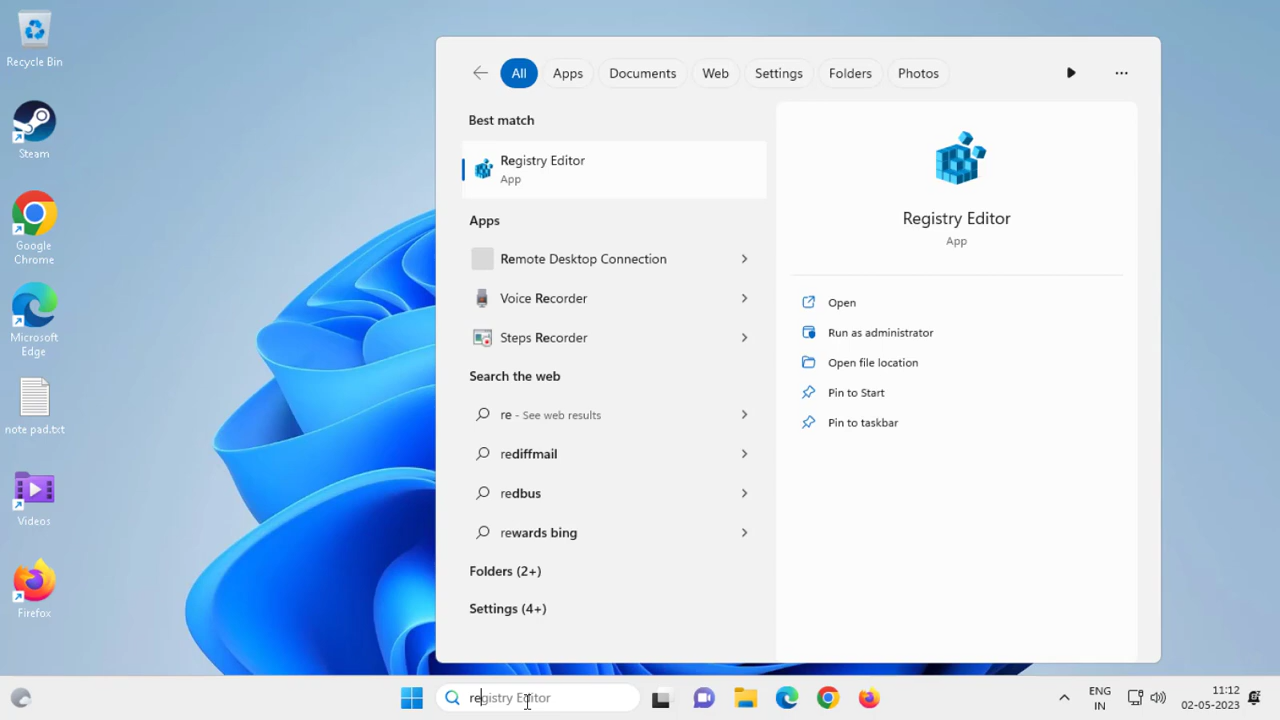 Recycle Bin
Steam
Google
Chrome
Microsoft
Edge
note pad.txt
Videos
Firefox
All
Apps
Documents
Web
Settings
Folders
Photos
Best match
Registry Editor
App
Apps
Remote Desktop Connection
Voice Recorder
Steps Recorder
Search the web
re - See web results
rediffmail
redbus
rewards bing
Folders (2+)
Settings (4+)
Registry Editor
App
Open
Run as administrator
Open file location
Pin to Start
Pin to taskbar
registry Editor
ENG
IN
11:12
02-05-2023